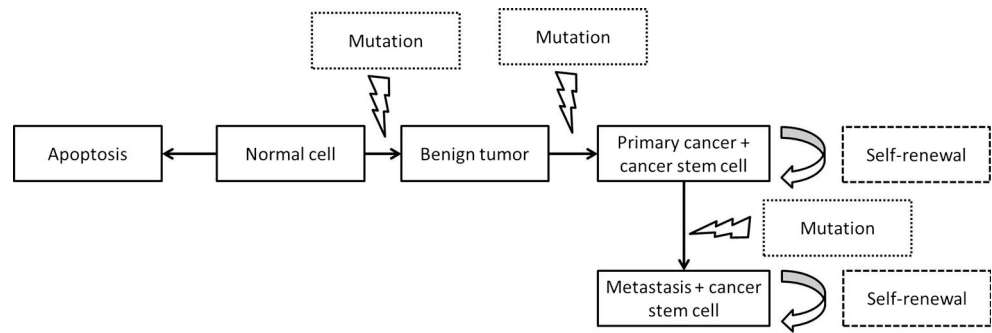 Mutation
Mutation
Apoptosis
Normal cell
Benign tumor
Primary cancer +
cancer stem cell
Self-renewal
Mutation
Metastasis + cancer
stem cell
Self-renewal